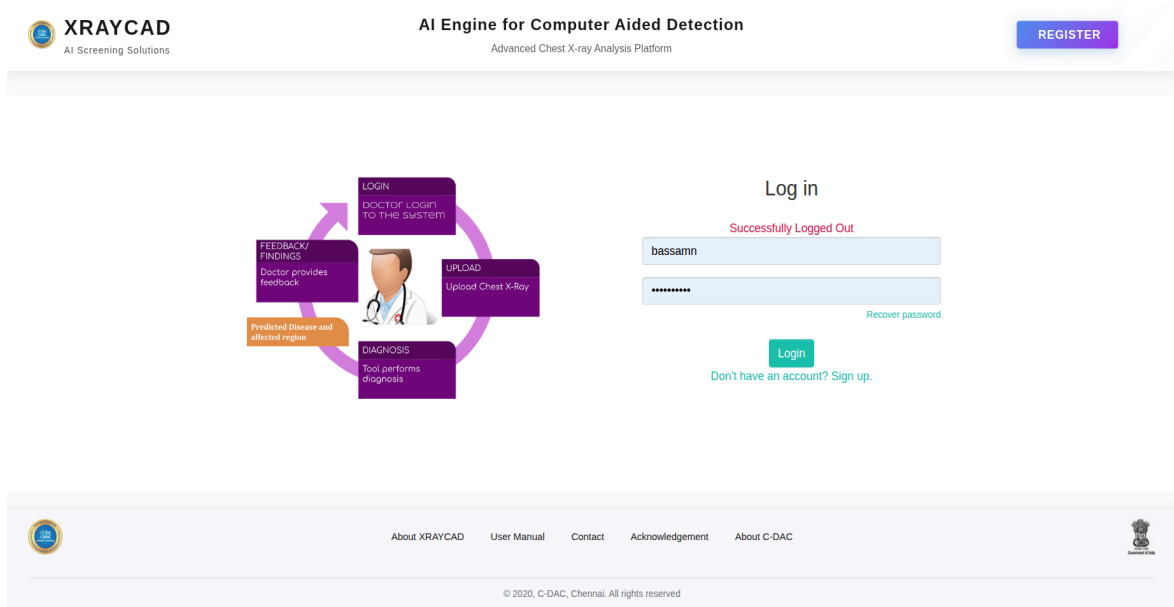 XRAYCAD
AI Screening Solutions
AI Engine for Computer Aided Detection
Advanced Chest X-ray Analysis Platform
REGISTER
LOGIN
DOCTOR LOGIN
TO THE SYSTEM
FEEDBACK/
FINDINGS
Doctor provides
feedback
UPLOAD
Upload Chest X-Ray
Predicted Disease and
affected region
DIAGNOSIS
Tool performs
diagnosis
Log in
Successfully Logged Out
bassamn
••••••••••
Recover password
Login
Don't have an account? Sign up.
About XRAYCAD
User Manual
Contact
Acknowledgement
About C-DAC
Government of India
© 2020, C-DAC, Chennai. All rights reserved